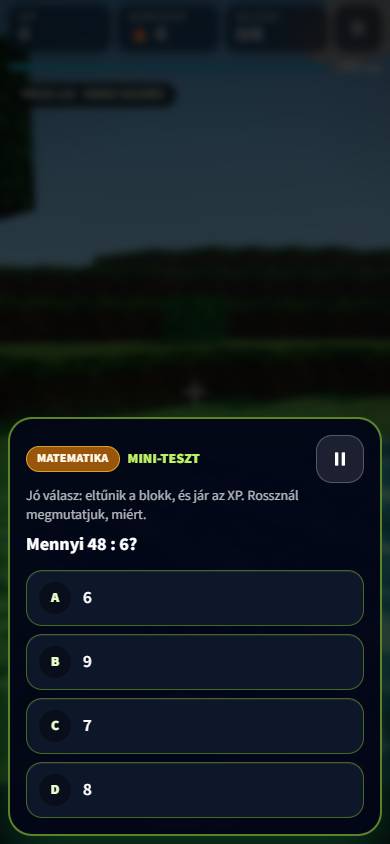 MATEMATIKA
MINI-TESZT
Jó válasz: eltűnik a blokk, és jár az XP. Rossznál
megmutatjuk, miért.
Mennyi 48 : 6?
A 6
B 9
C 7
D 8